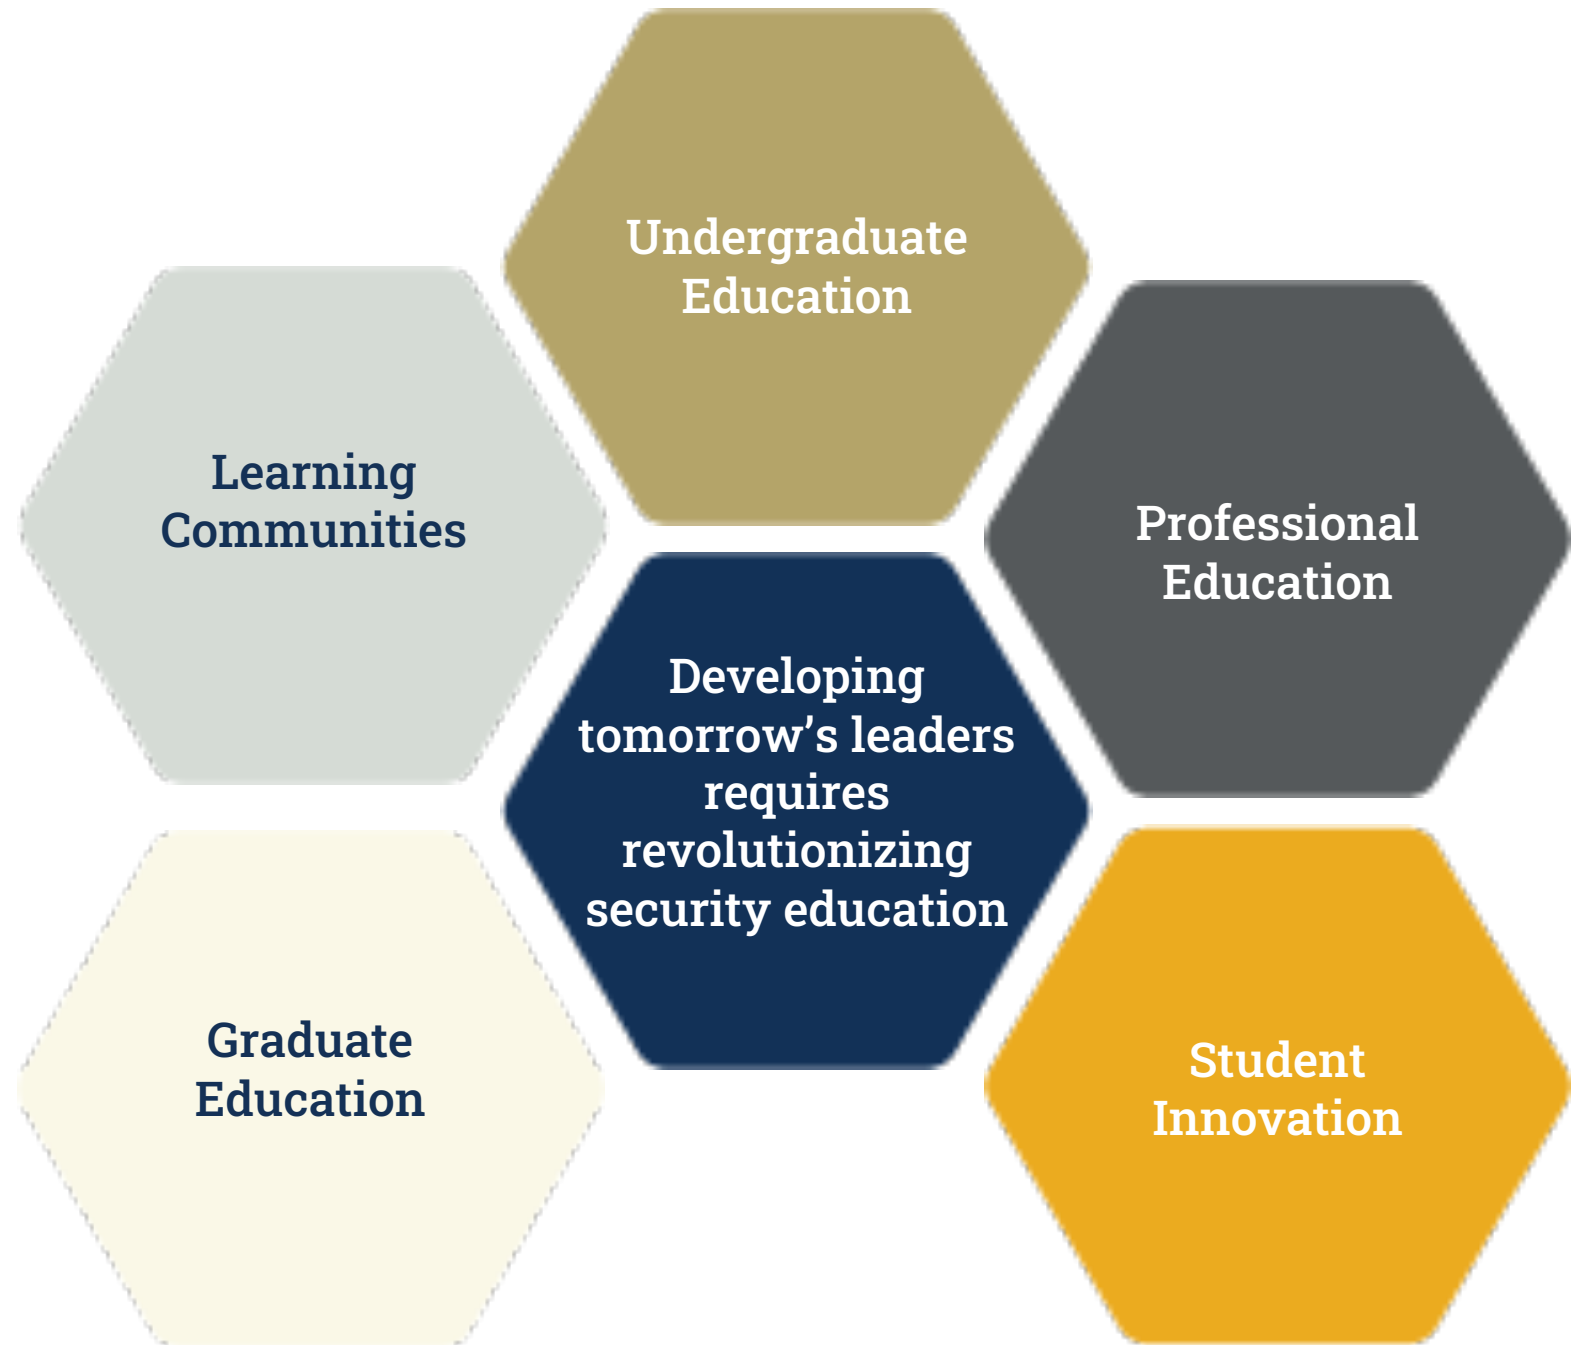 Undergraduate
Education
Learning
Communities
Professional
Education
Developing
tomorrow’s leaders
requires
revolutionizing
security education
Graduate
Education
Student
Innovation